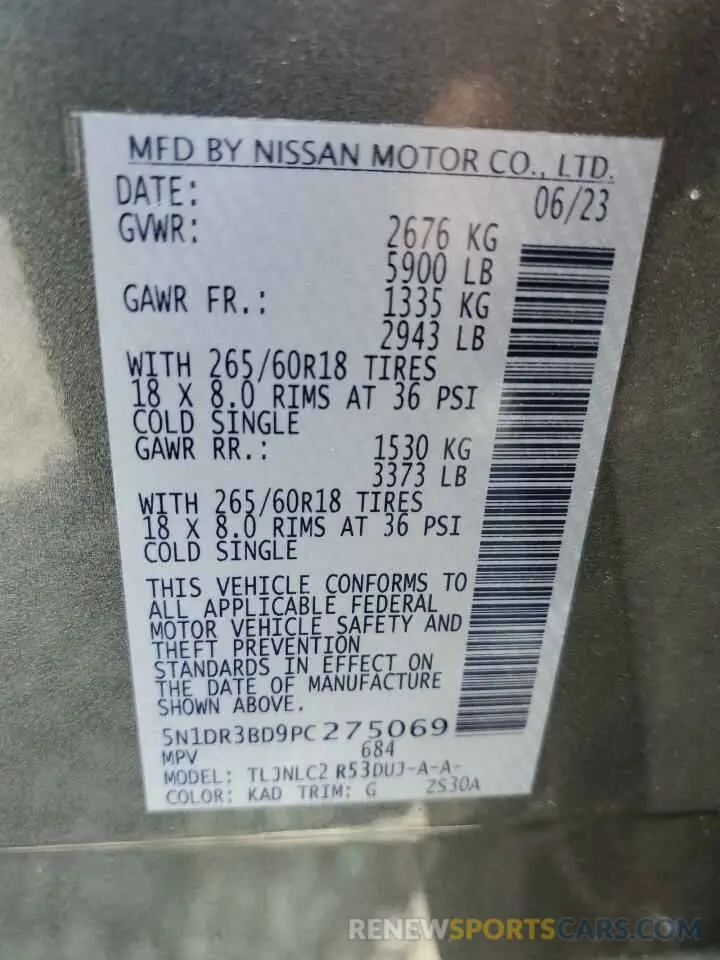 MFD BY NISSAN MOTOR CO., LTD.
DATE: 06/23
GVWR: 2676 KG
5900 LB
GAWR FR.: 1335 KG
2943 LB
WITH 265/60R18 TIRES
18 X 8.0 RIMS AT 36 PSI
COLD SINGLE
GAWR RR.: 1530 KG
3373 LB
WITH 265/60R18 TIRES
18 X 8.0 RIMS AT 36 PSI
COLD SINGLE
THIS VEHICLE CONFORMS TO
ALL APPLICABLE FEDERAL
MOTOR VEHICLE SAFETY AND
THEFT PREVENTION
STANDARDS IN EFFECT ON
THE DATE OF MANUFACTURE
SHOWN ABOVE.
5N1DR3BD9PC275069
MPV 684
MODEL: TLJNLC2 R53DUJ-A-A-
COLOR: KAD TRIM: G ZS30A
RENEWSPORTSCARS.COM